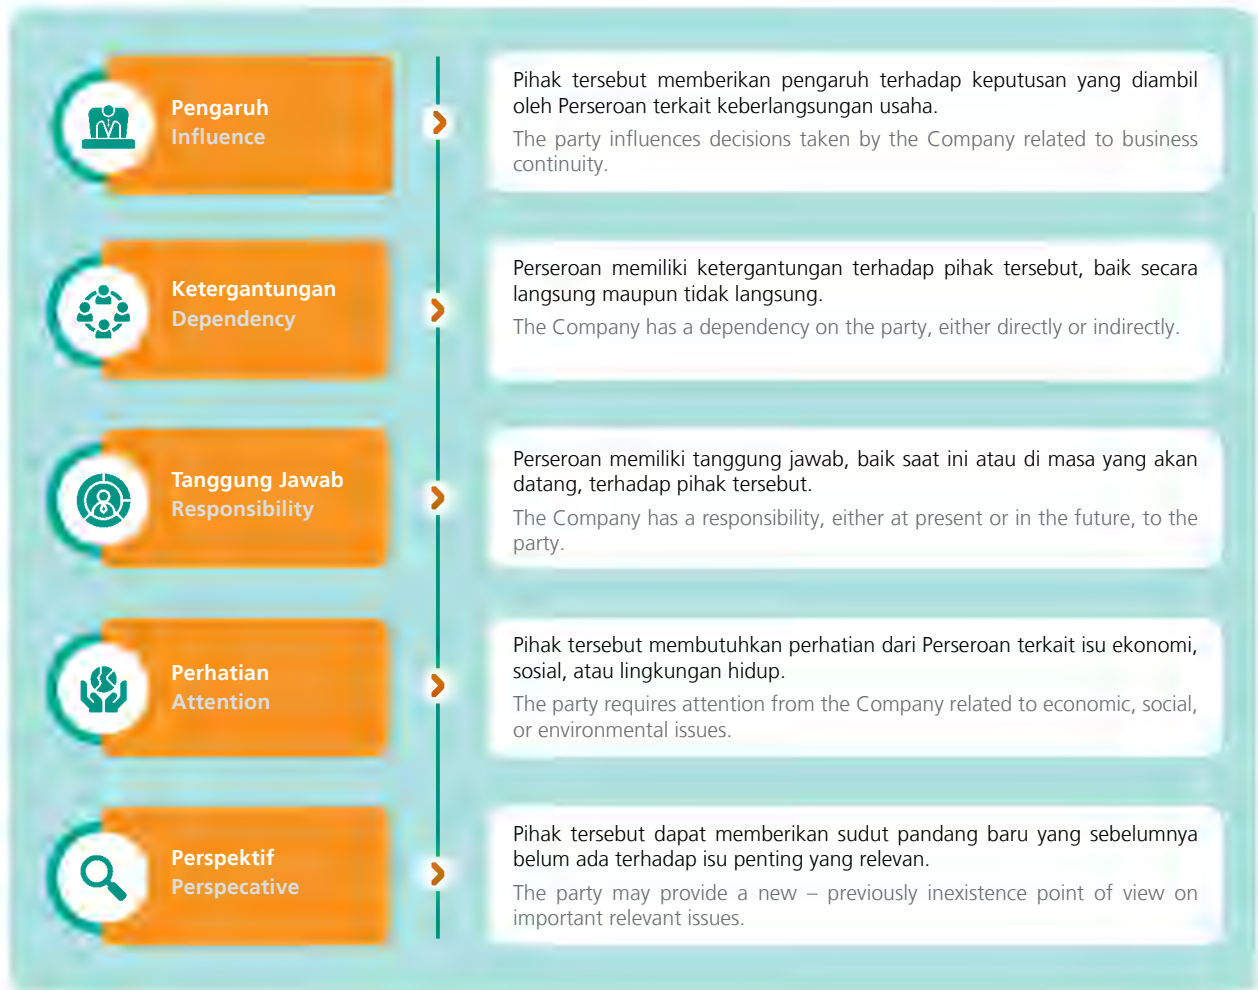 Pengaruh
Influence
Pihak tersebut memberikan pengaruh terhadap keputusan yang diambil
oleh Perseroan terkait keberlangsungan usaha.
The party influences decisions taken by the Company related to business
continuity.
Ketergantungan
Dependency
Perseroan memiliki ketergantungan terhadap pihak tersebut, baik secara
langsung maupun tidak langsung.
The Company has a dependency on the party, either directly or indirectly.
Tanggung Jawab
Responsibility
Perseroan memiliki tanggung jawab, baik saat ini atau di masa yang akan
datang, terhadap pihak tersebut.
The Company has a responsibility, either at present or in the future, to the
party.
Perhatian
Attention
Pihak tersebut membutuhkan perhatian dari Perseroan terkait isu ekonomi,
sosial, atau lingkungan hidup.
The party requires attention from the Company related to economic, social,
or environmental issues.
Perspektif
Perspecative
Pihak tersebut dapat memberikan sudut pandang baru yang sebelumnya
belum ada terhadap isu penting yang relevan.
The party may provide a new – previously inexistence point of view on
important relevant issues.